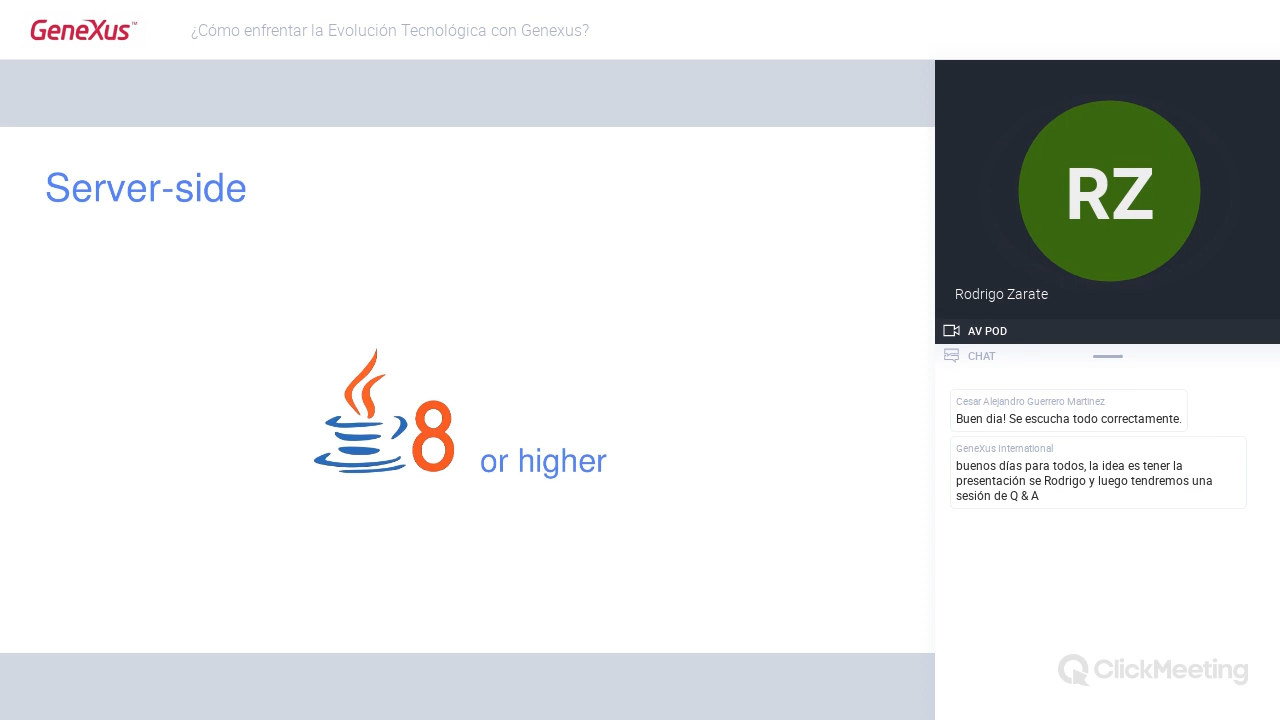 GeneXus™
¿Cómo enfrentar la Evolución Tecnológica con Genexus?
Server-side
8 or higher
RZ
Rodrigo Zarate
AV POD
CHAT
Cesar Alejandro Guerrero Martinez
Buen dia! Se escucha todo correctamente.
GeneXus International
buenos días para todos, la idea es tener la
presentación se Rodrigo y luego tendremos una
sesión de Q & A
ClickMeeting